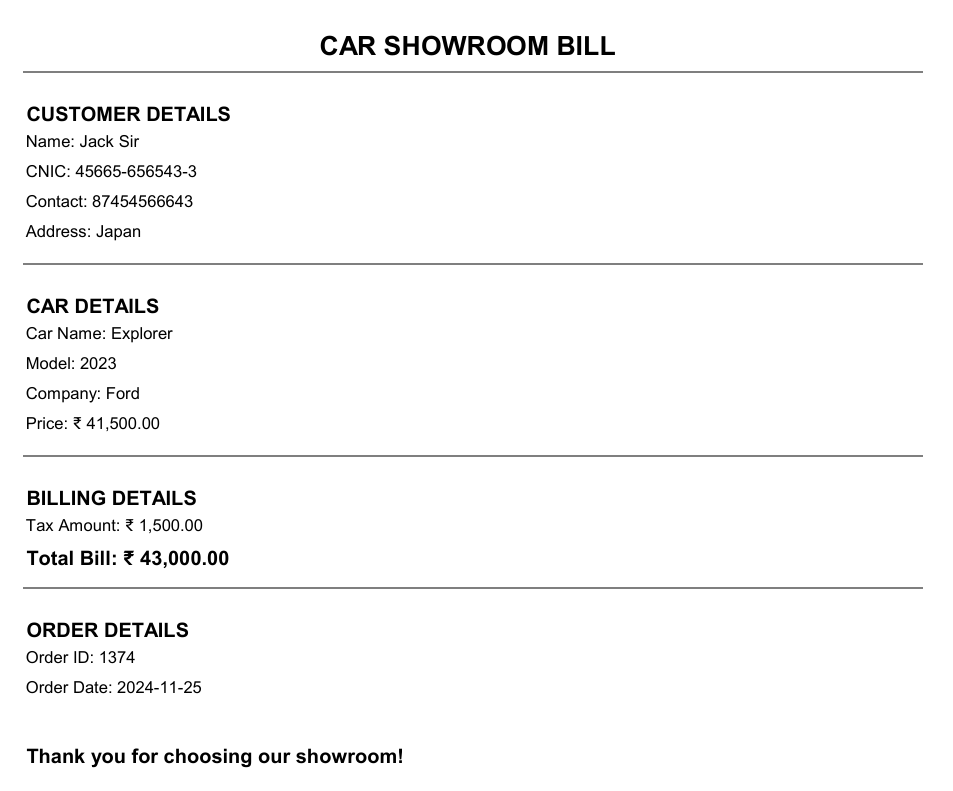 CAR SHOWROOM BILL
CUSTOMER DETAILS
Name: Jack Sir
CNIC: 45665-656543-3
Contact: 87454566643
Address: Japan
CAR DETAILS
Car Name: Explorer
Model: 2023
Company: Ford
Price: ₹ 41,500.00
BILLING DETAILS
Tax Amount: ₹ 1,500.00
Total Bill: ₹ 43,000.00
ORDER DETAILS
Order ID: 1374
Order Date: 2024-11-25
Thank you for choosing our showroom!